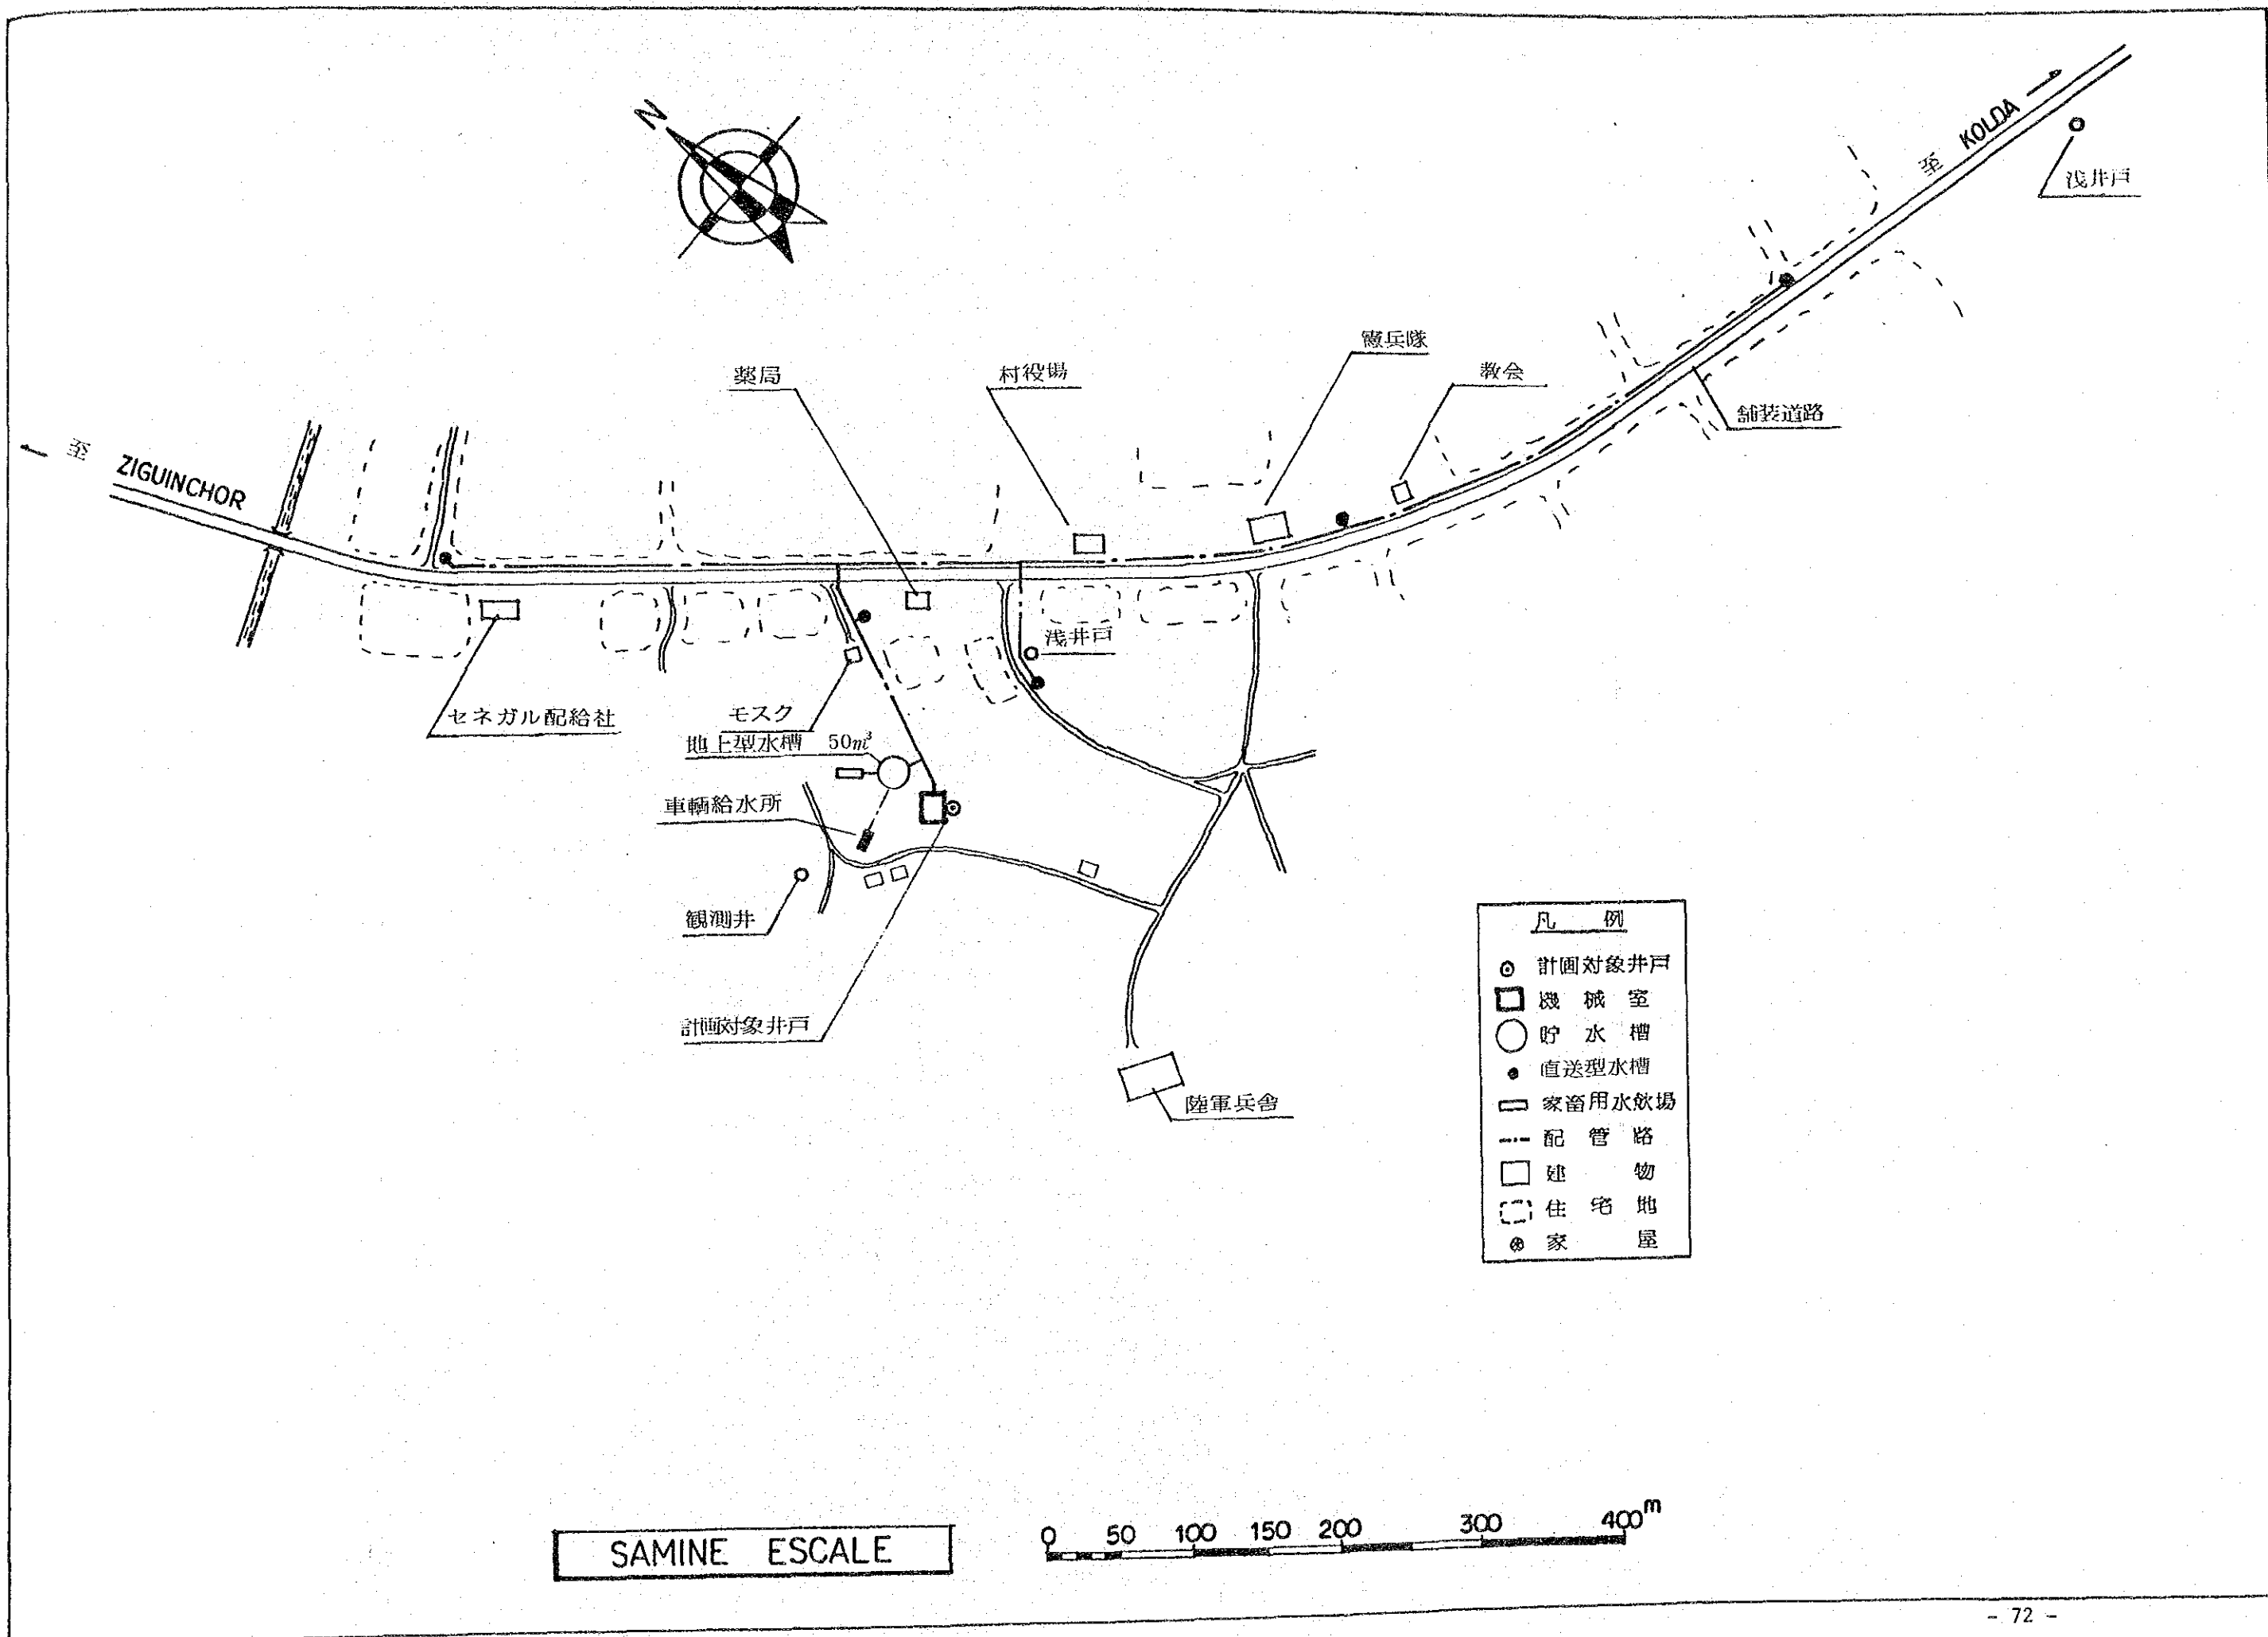 N
至 KOLDA
浅井戸
憲兵隊
薬局
村役場
教会
舗装道路
至 ZIGUINCHOR
浅井戸
セネガル配給社
モスク
地上型水槽 50m³
車輌給水所
観測井
計画対象井戸
陸軍兵舎
凡 例
計画対象井戸
機 械 室
貯 水 槽
直送型水槽
家畜用水飲場
配 管 路
建 物
住 宅 地
家 屋
SAMINE ESCALE
0 50 100 150 200 300 400m
- 72 -